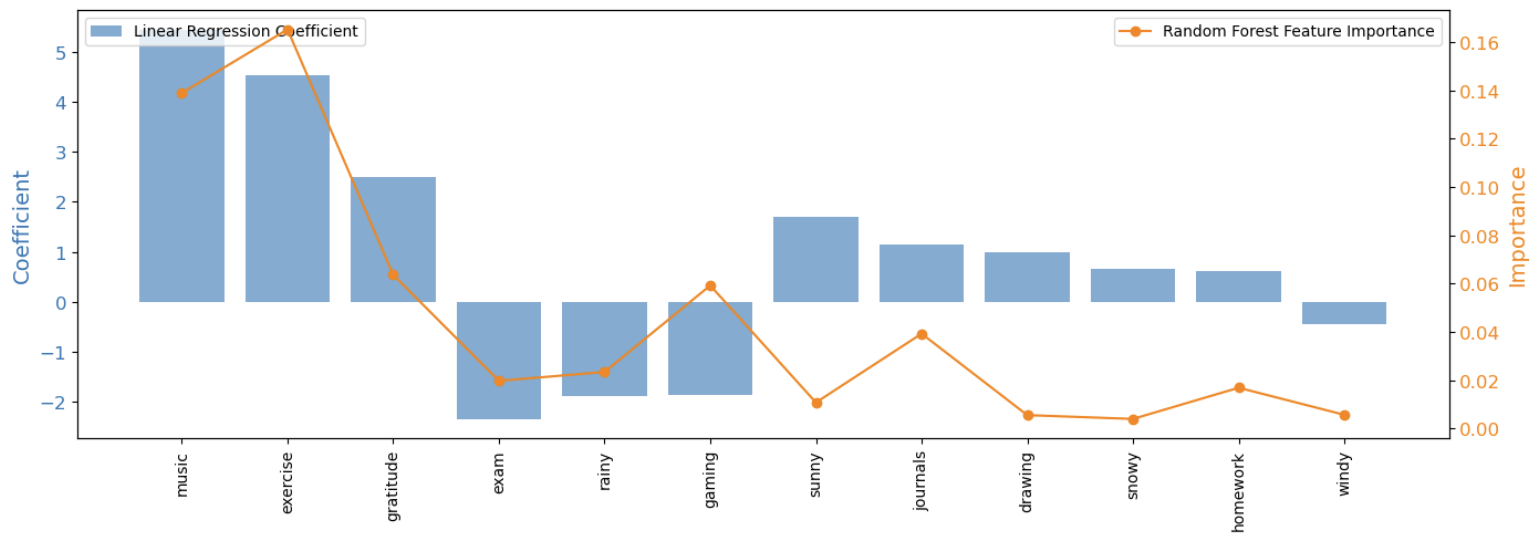 Linear Regression Coefficient
Random Forest Feature Importance
Coefficient
5
4
3
2
1
0
−1
−2
Importance
0.16
0.14
0.12
0.10
0.08
0.06
0.04
0.02
0.00
music
exercise
gratitude
exam
rainy
gaming
sunny
journals
drawing
snowy
homework
windy